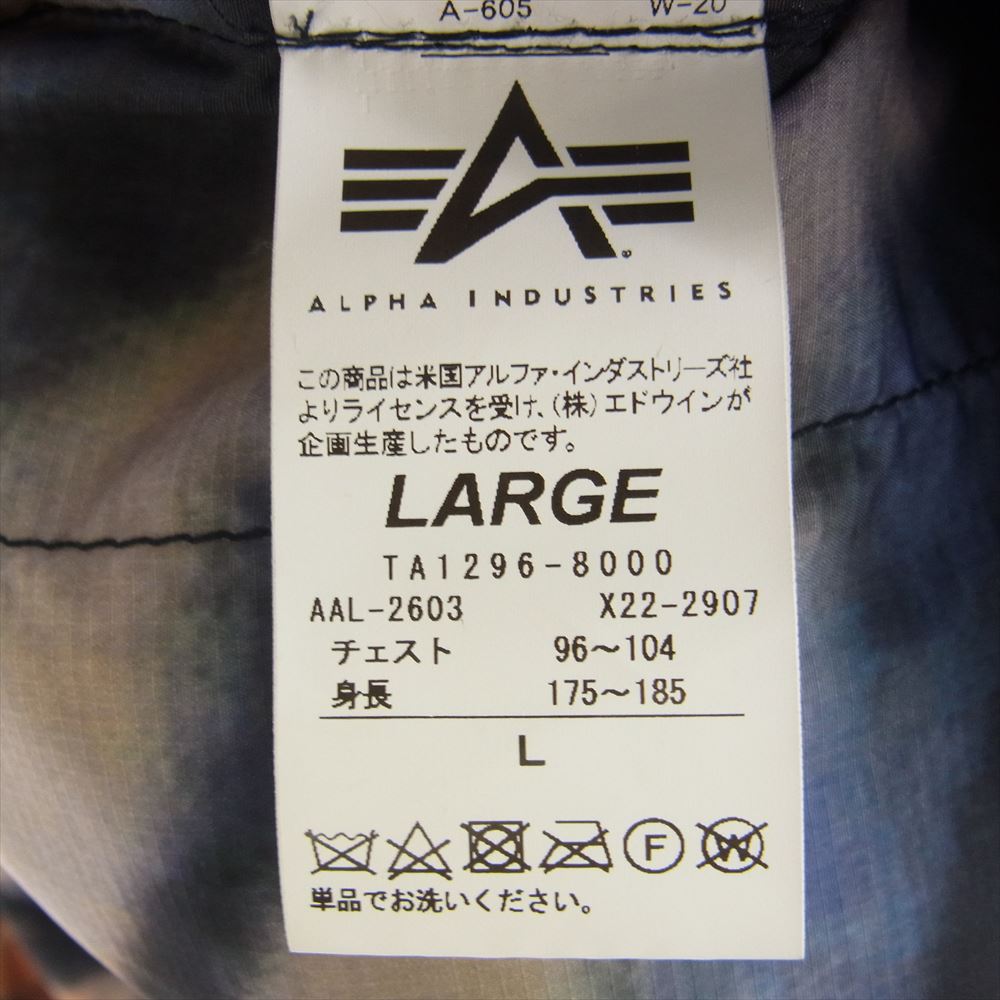 A-605 W-20
ALPHA INDUSTRIES
この商品は米国アルファ・インダストリーズ社
よりライセンスを受け、(株)エドウインが
企画生産したものです。
LARGE
TA1296-8000
AAL-2603 X22-2907
チェスト 96〜104
身長 175〜185
L
F W
単品でお洗いください。